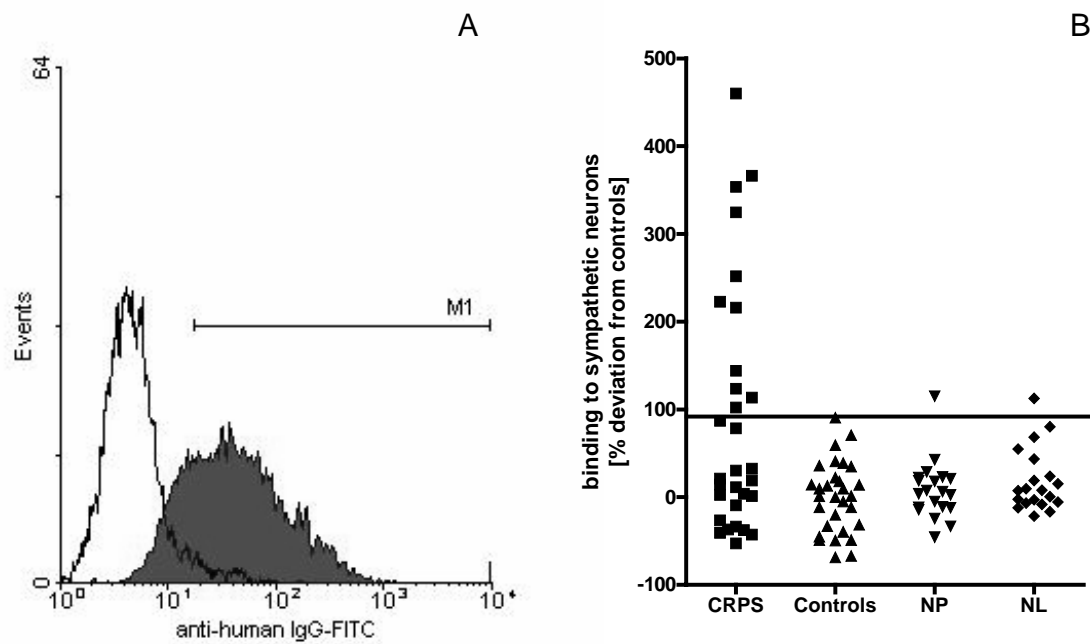 A
64
Events
0
M1
10⁰
10¹
10²
10³
10⁴
anti-human IgG-FITC
B
binding to sympathetic neurons
[% deviation from controls]
500
400
300
200
100
0
-100
CRPS
Controls
NP
NL